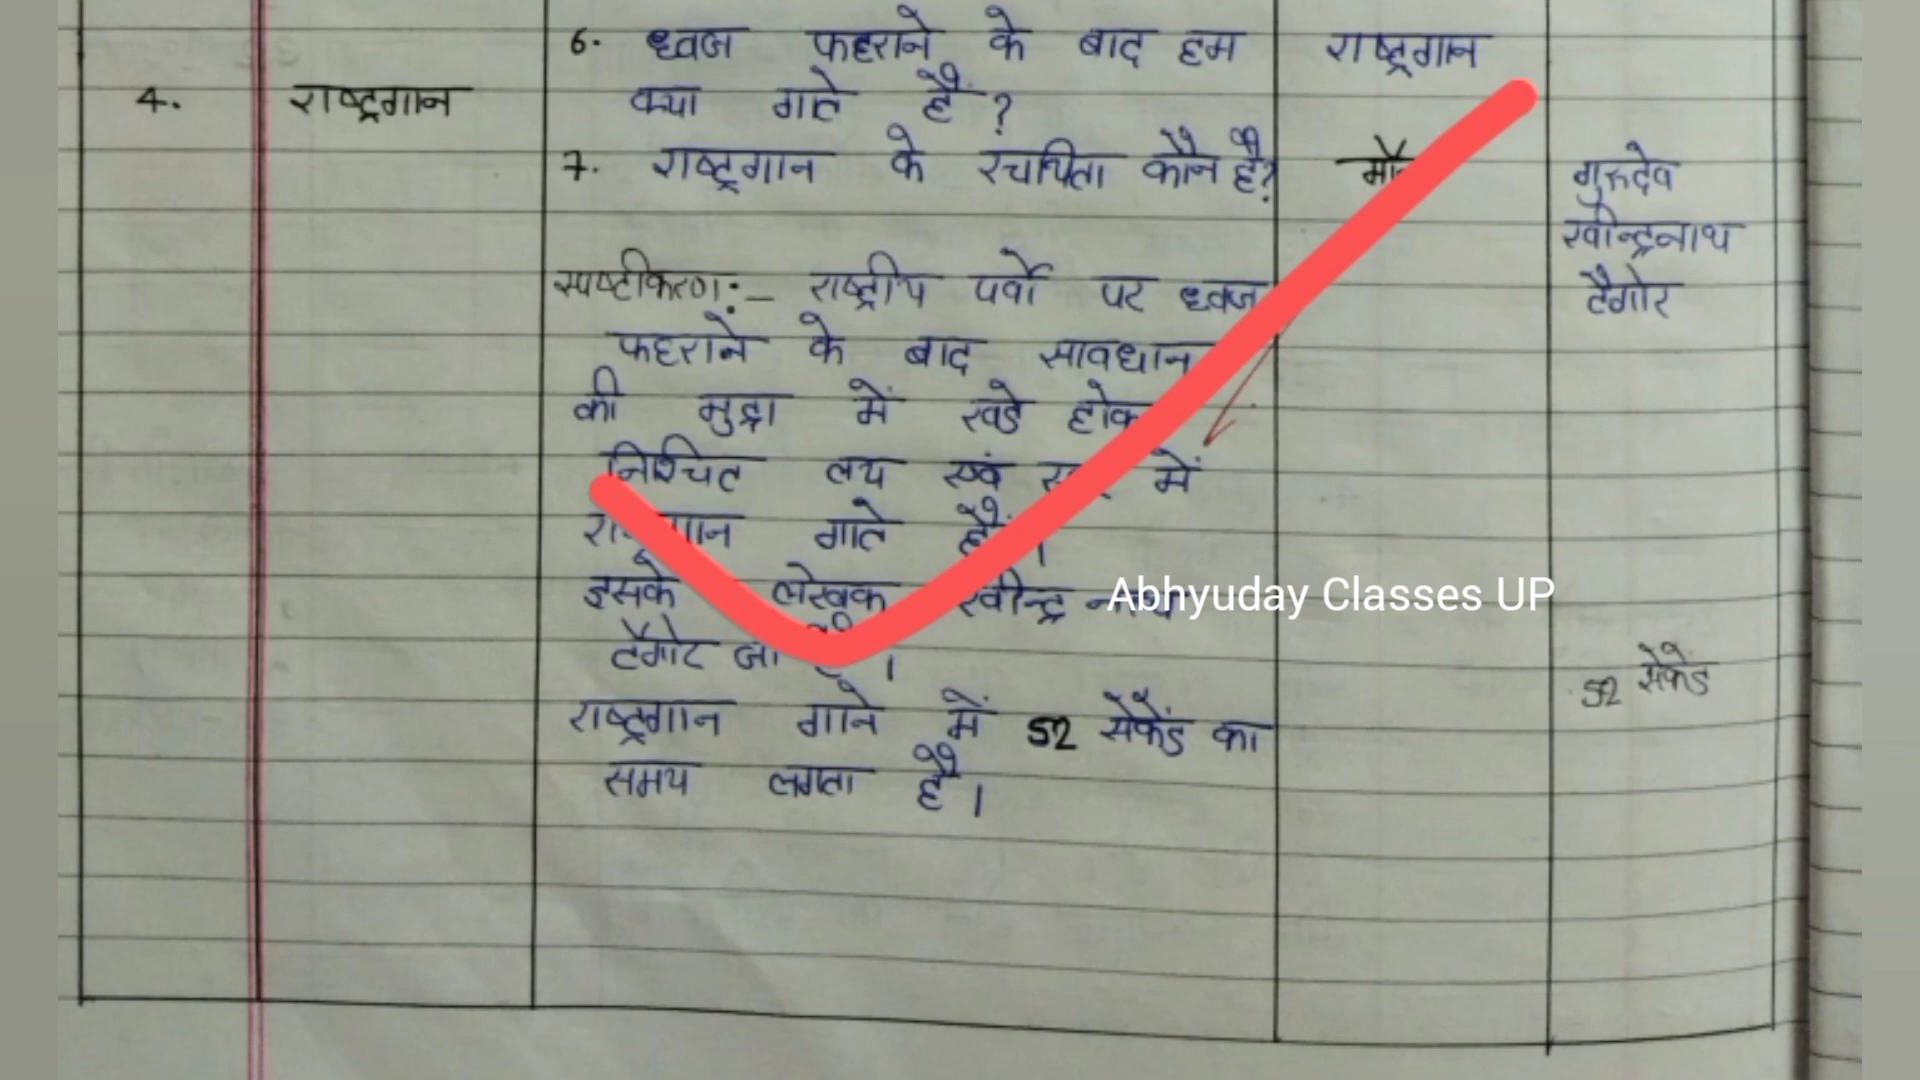 6. ध्वज फहराने के बाद हम राष्ट्रगान
4. राष्ट्रगान क्या गाते हैं ?
7. राष्ट्रगान के रचयिता कौन है? गुरुदेव
रवीन्द्रनाथ
स्पष्टीकरण:- राष्ट्रीय पर्वो पर ध्वज टैगोर
फहराने के बाद सावधान
की मुद्रा में खडे
निश्चित लय एवं में
गाते हैं ।
इसके लेखक रवीन्द्र
Abhyuday Classes UP
टैगोर जी ।
52 सेकेंड
राष्ट्रगान गाने में 52 सेकेंड का
समय लगता है ।